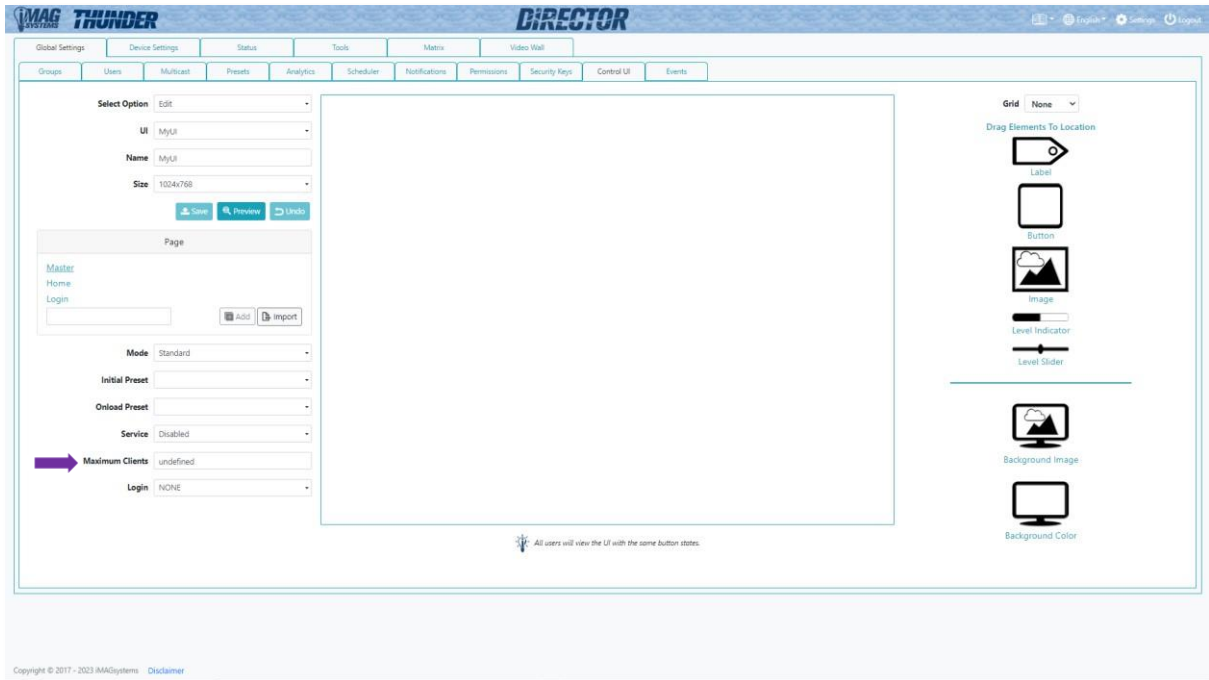 iMAG SYSTEMS THUNDER DIRECTOR English Settings Logout
Global Settings Device Settings Status Tools Matrix Video Wall
Groups Users Multicast Presets Analytics Scheduler Notifications Permissions Security Keys Control UI Events
Select Option Edit
UI MyUI
Name MyUI
Size 1024x768
Save Preview Undo
Page
Master
Home
Login
Add Import
Mode Standard
Initial Preset
Onload Preset
Service Disabled
Maximum Clients undefined
Login NONE
All users will view the UI with the same button states.
Grid None
Drag Elements To Location
Label
Button
Image
Level Indicator
Level Slider
Background Image
Background Color
Copyright © 2017 - 2023 iMAGsystems Disclaimer